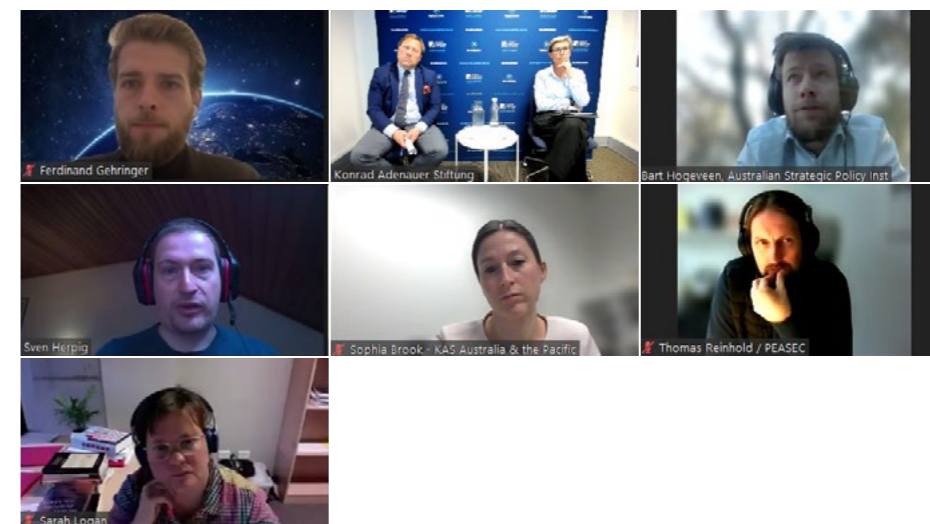 Ferdinand Gehringer
Konrad Adenauer Stiftung
Bart Hogeveen, Australian Strategic Policy Inst
Sven Herpig
Sophia Brook - KAS Australia & the Pacific
Thomas Reinhold / PEASEC
Sarah Logan